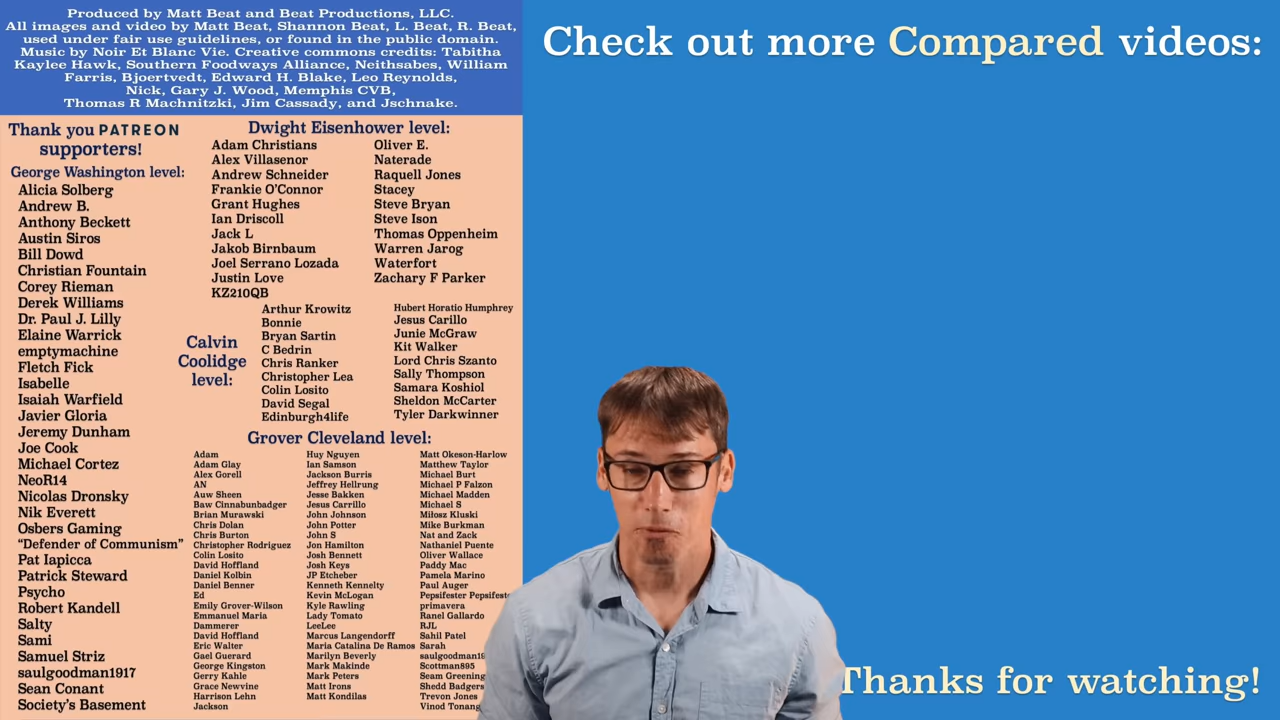 Produced by Matt Beat and Beat Productions, LLC.
All images and video by Matt Beat, Shannon Beat, L. Beat, R. Beat,
used under fair use guidelines, or found in the public domain.
Music by Noir Et Blanc Vie. Creative commons credits: Tabitha
Kaylee Hawk, Southern Foodways Alliance, Neithsabes, William
Farris, Bjoertvedt, Edward H. Blake, Leo Reynolds,
Nick, Gary J. Wood, Memphis CVB,
Thomas R Machnitzki, Jim Cassady, and Jschnake.
Thank you PATREON
supporters!
George Washington level:
Alicia Solberg
Andrew B.
Anthony Beckett
Austin Siros
Bill Dowd
Christian Fountain
Corey Rieman
Derek Williams
Dr. Paul J. Lilly
Elaine Warrick
emptymachine
Fletch Fick
Isabelle
Isaiah Warfield
Javier Gloria
Jeremy Dunham
Joe Cook
Michael Cortez
NeoR14
Nicolas Dronsky
Nik Everett
Osbers Gaming
“Defender of Communism”
Pat Iapicca
Patrick Steward
Psycho
Robert Kandell
Salty
Sami
Samuel Striz
saulgoodman1917
Sean Conant
Society's Basement
Dwight Eisenhower level:
Adam Christians
Alex Villasenor
Andrew Schneider
Frankie O'Connor
Grant Hughes
Ian Driscoll
Jack L
Jakob Birnbaum
Joel Serrano Lozada
Justin Love
KZ210QB
Oliver E.
Naterade
Raquell Jones
Stacey
Steve Bryan
Steve Ison
Thomas Oppenheim
Warren Jarog
Waterfort
Zachary F Parker
Calvin
Coolidge
level:
Arthur Krowitz
Bonnie
Bryan Sartin
C Bedrin
Chris Ranker
Christopher Lea
Colin Losito
David Segal
Edinburgh4life
Hubert Horatio Humphrey
Jesus Carillo
Junie McGraw
Kit Walker
Lord Chris Szanto
Sally Thompson
Samara Koshiol
Sheldon McCarter
Tyler Darkwinner
Grover Cleveland level:
Adam
Adam Glay
Alex Gorell
AN
Auw Sheen
Baw Cinnabunbadger
Brian Murawski
Chris Dolan
Chris Burton
Christopher Rodriguez
Colin Losito
David Hoffland
Daniel Kolbin
Daniel Benner
Ed
Emily Grover-Wilson
Emmanuel Maria
Dammerer
David Hoffland
Eric Walter
Gael Guerard
George Kingston
Gerry Kahle
Grace Newvine
Harrison Lehn
Jackson
Huy Nguyen
Ian Samson
Jackson Burris
Jeffrey Hellrung
Jesse Bakken
Jesus Carrillo
John Johnson
John Potter
John S
Jon Hamilton
Josh Bennett
Josh Keys
JP Etcheber
Kenneth Kennelty
Kevin McLogan
Kyle Rawling
Lady Tomato
LeeLee
Marcus Langendorff
Maria Catalina De Ramos
Marilyn Beverly
Mark Makinde
Mark Peters
Matt Irons
Matt Kondilas
Matt Okeson-Harlow
Matthew Taylor
Michael Burt
Michael P Falzon
Michael Madden
Michael S
Miłosz Kluski
Mike Burkman
Nat and Zack
Nathaniel Puente
Oliver Wallace
Paddy Mac
Pamela Marino
Paul Auger
Pepsifester
primavera
Ranel Gallardo
RJL
Sahil Patel
Sarah
Scottman895
Seam Greening
Shedd Badgers
Trevon Jones
Vinod
Check out more Compared videos:
Thanks for watching!